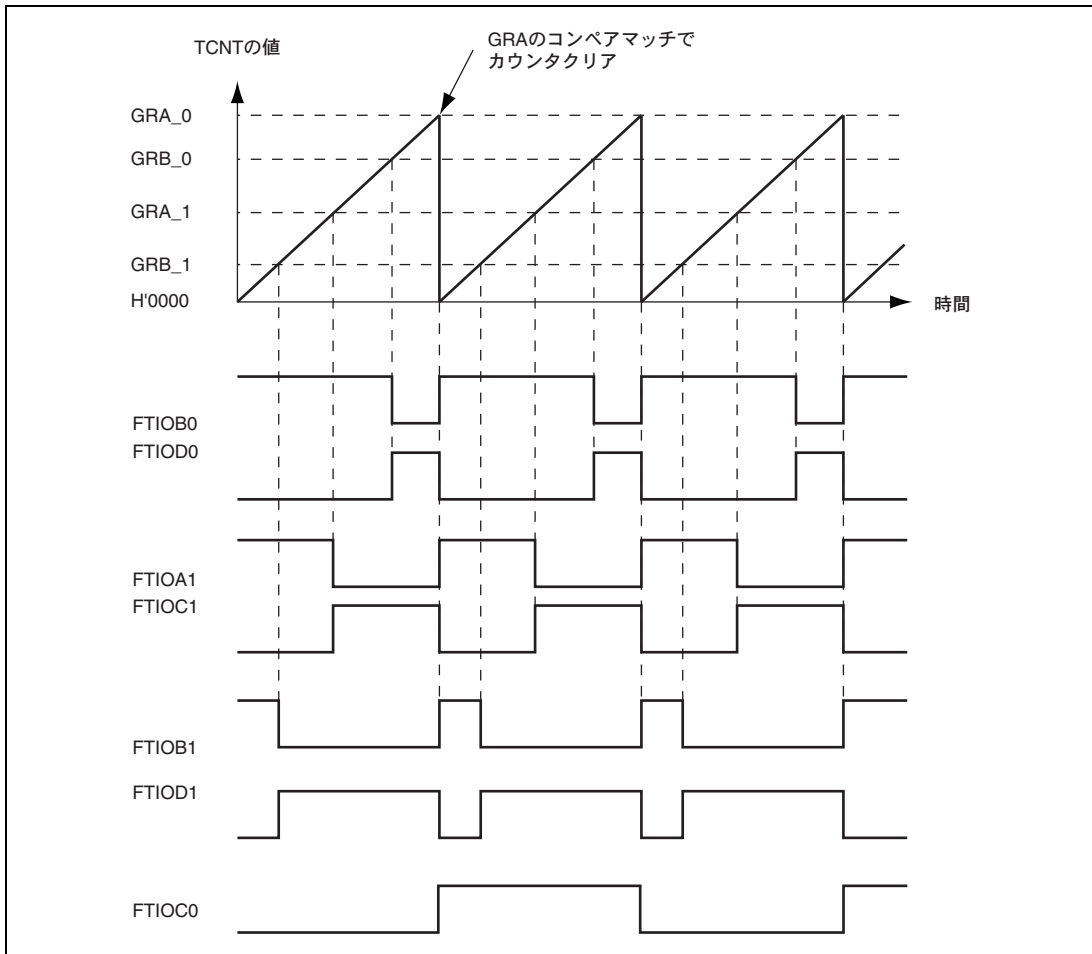 TCNTの値
GRAのコンペアマッチで
カウンタクリア
GRA_0
GRB_0
GRA_1
GRB_1
H'0000
時間
FTIOB0
FTIOD0
FTIOA1
FTIOC1
FTIOB1
FTIOD1
FTIOC0